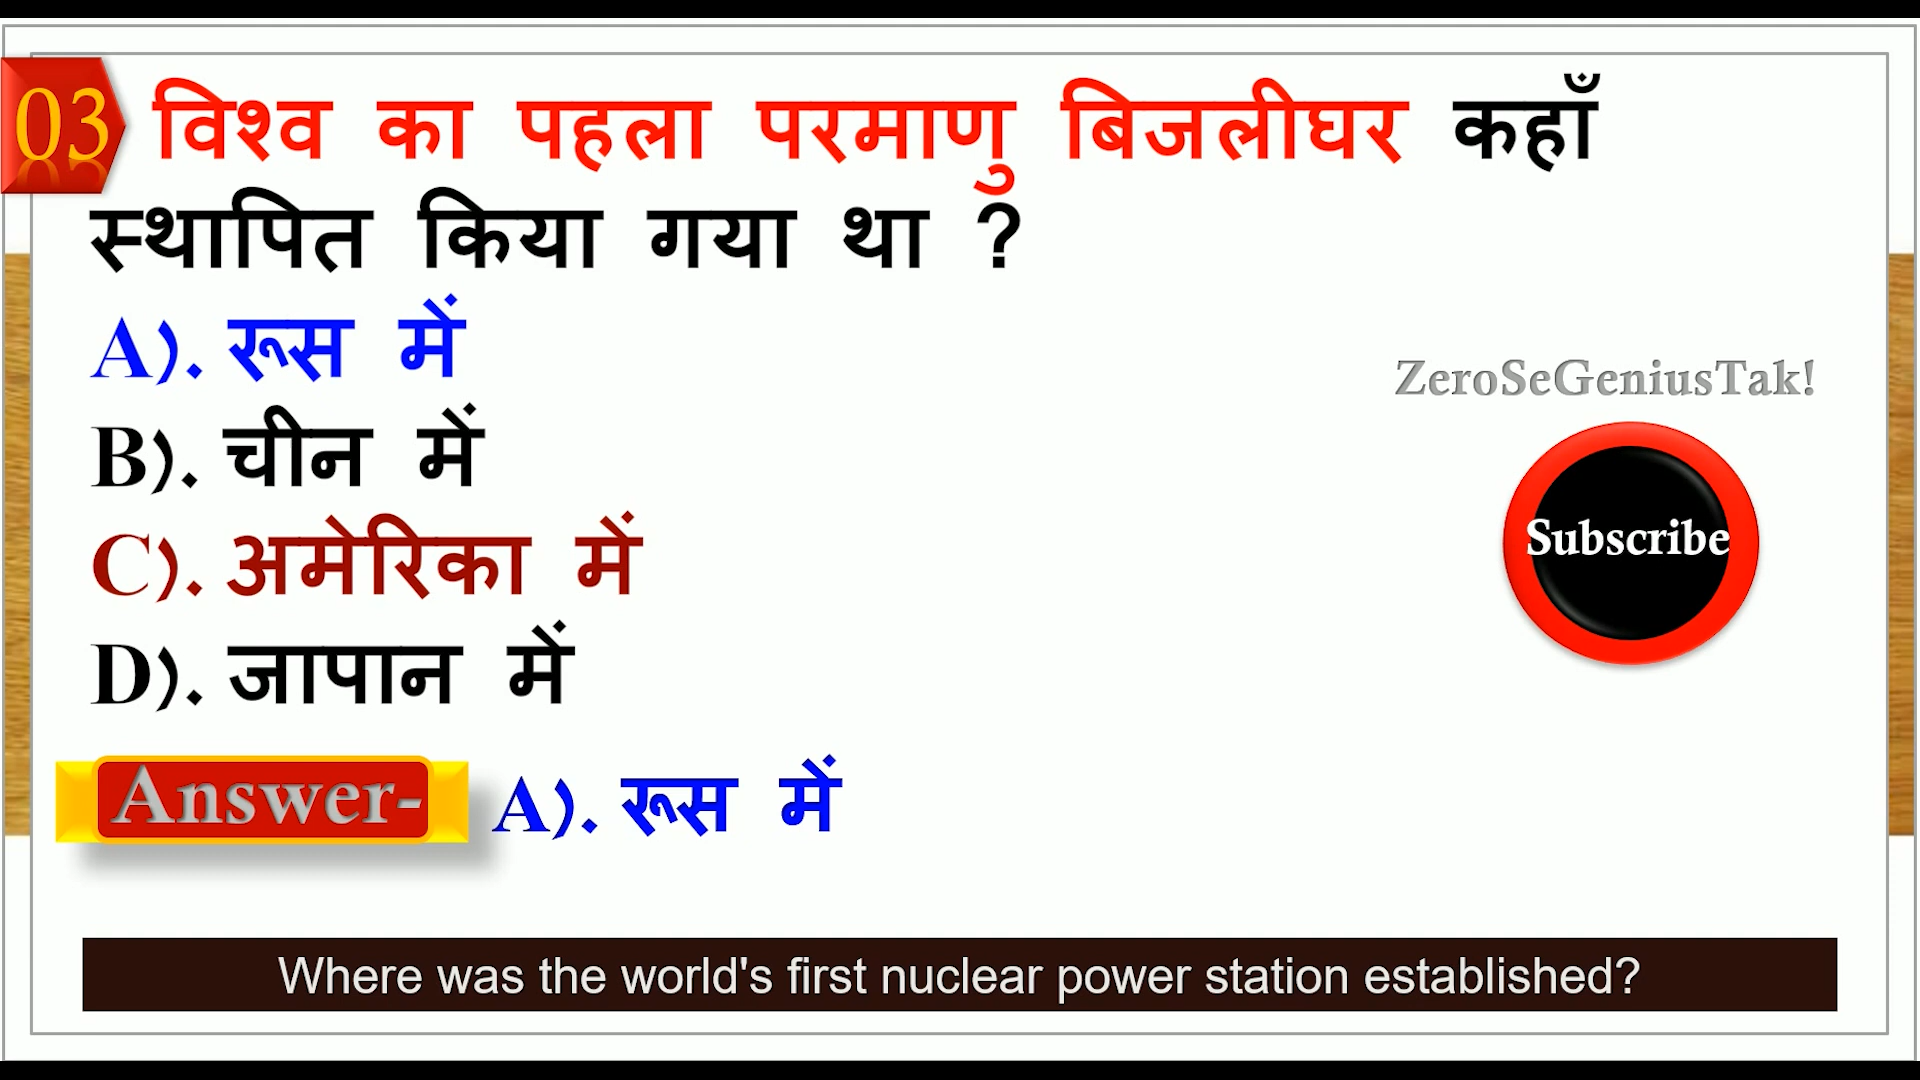 03 विश्व का पहला परमाणु बिजलीघर कहाँ
स्थापित किया गया था ?
A). रूस में
B). चीन में
C). अमेरिका में
D). जापान में
ZeroSeGeniusTak!
Subscribe
Answer- A). रूस में
Where was the world's first nuclear power station established?